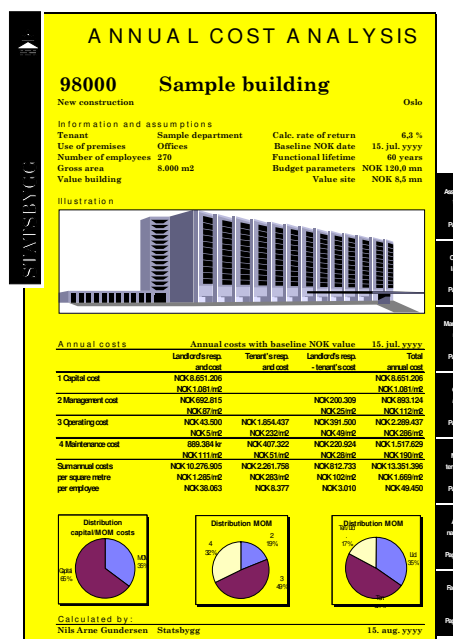 ANNUAL COST ANALYSIS
STATSBYGG
98000 Sample building
New construction Oslo
Information and assumptions
Tenant Sample department Calc. rate of return 6,3 %
Use of premises Offices Baseline NOK date 15. jul. yyyy
Number of employees 270 Functional lifetime 60 years
Gross area 8.000 m2 Budget parameters NOK 120,0 mn
Value building Value site NOK 8,5 mn
Illustration
Annual costs Annual costs with baseline NOK value 15. jul. yyyy
Landlord's resp. Tenant's resp. Landlord's resp. Total
and cost and cost - tenant's cost annual cost
1 Capital cost NOK 8.651.206 NOK 8.651.206
NOK 1.081/m2 NOK 1.081/m2
2 Management cost NOK 692.815 NOK 200.309 NOK 893.124
NOK 87/m2 NOK 25/m2 NOK 112/m2
3 Operating cost NOK 43.500 NOK 1.854.437 NOK 391.500 NOK 2.289.437
NOK 5/m2 NOK 232/m2 NOK 49/m2 NOK 286/m2
4 Maintenance cost 889.384 kr NOK 407.322 NOK 220.924 NOK 1.517.629
NOK 111/m2 NOK 51/m2 NOK 28/m2 NOK 190/m2
Sum annual costs NOK 10.276.905 NOK 2.261.758 NOK 812.733 NOK 13.351.396
per square metre NOK 1.285/m2 NOK 283/m2 NOK 102/m2 NOK 1.669/m2
per employee NOK 38.063 NOK 8.377 NOK 3.010 NOK 49.450
Distribution
capital/MOM costs
MOM
35%
Capital
65%
Distribution MOM
2
19%
4
32%
3
49%
Distribution MOM
17%
35%
Calculated by:
Nils Arne Gundersen Statsbygg 15. aug. yyyy